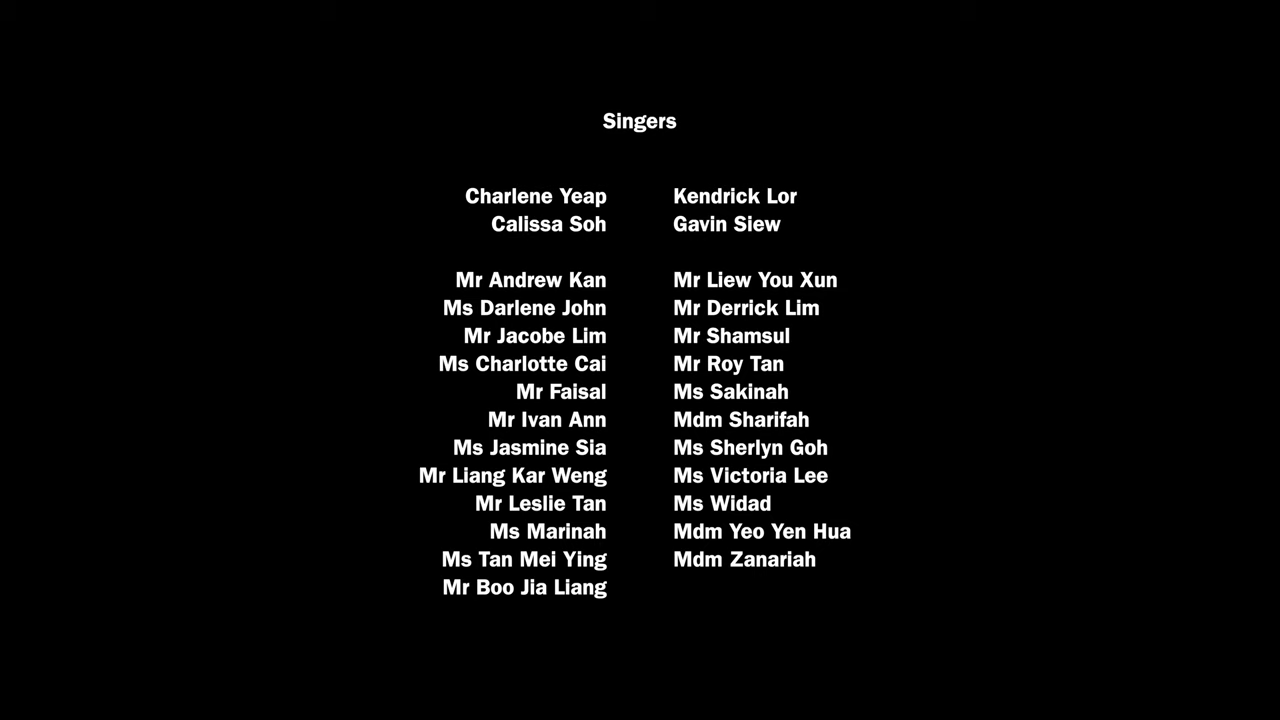 Singers
Charlene Yeap Kendrick Lor
Calissa Soh Gavin Siew
Mr Andrew Kan Mr Liew You Xun
Ms Darlene John Mr Derrick Lim
Mr Jacobe Lim Mr Shamsul
Ms Charlotte Cai Mr Roy Tan
Mr Faisal Ms Sakinah
Mr Ivan Ann Mdm Sharifah
Ms Jasmine Sia Ms Sherlyn Goh
Mr Liang Kar Weng Ms Victoria Lee
Mr Leslie Tan Ms Widad
Ms Marinah Mdm Yeo Yen Hua
Ms Tan Mei Ying Mdm Zanariah
Mr Boo Jia Liang